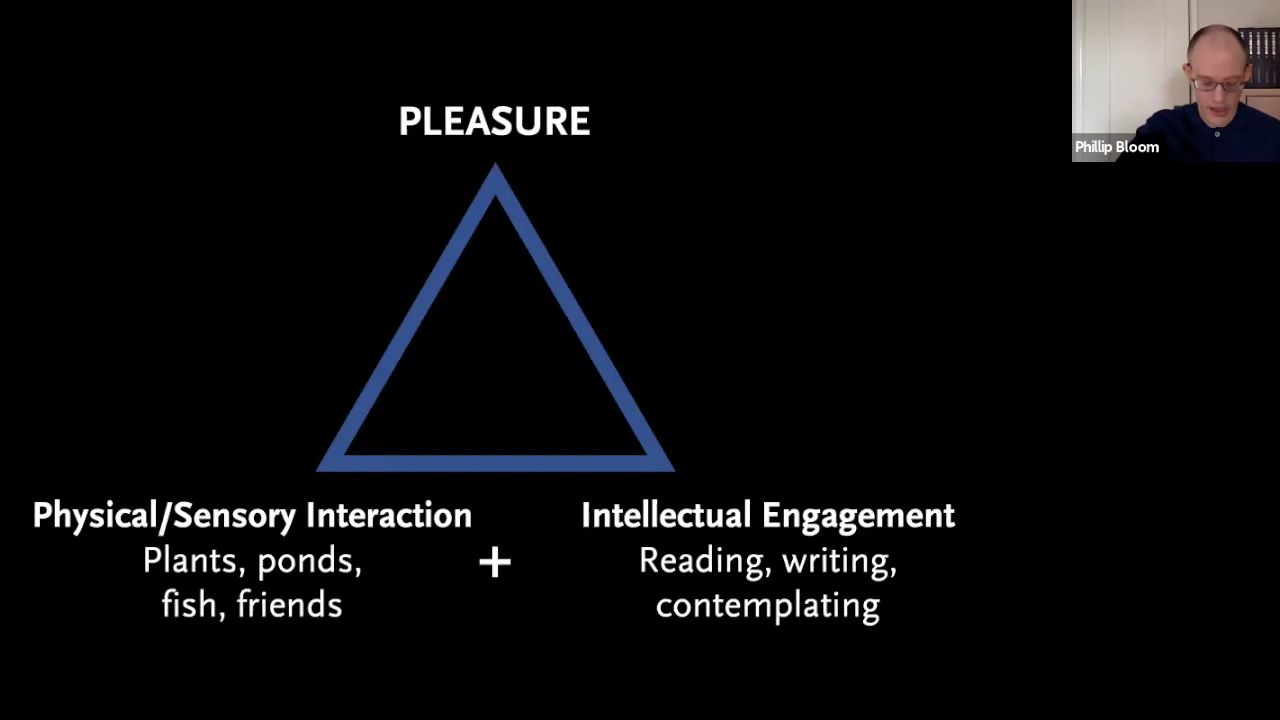 PLEASURE
Phillip Bloom
Physical/Sensory Interaction
Plants, ponds,
fish, friends
+
Intellectual Engagement
Reading, writing,
contemplating